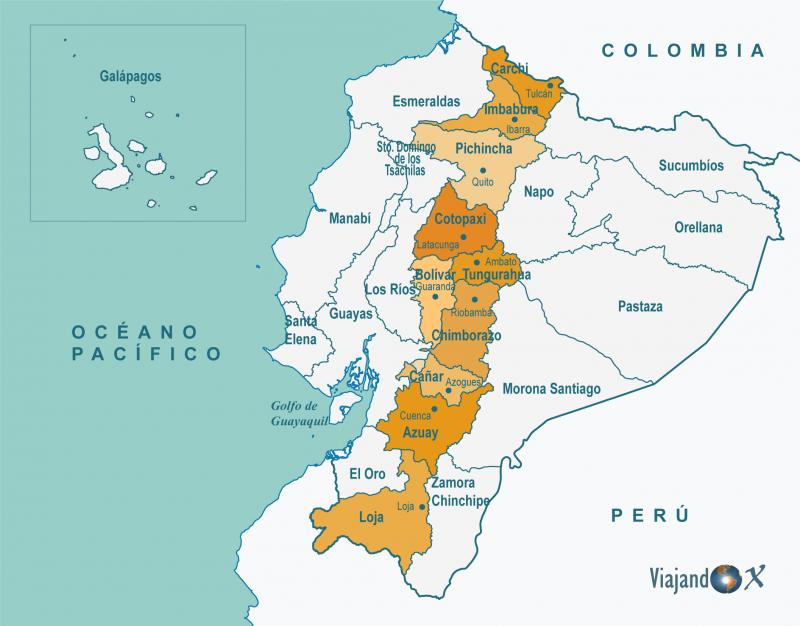 COLOMBIA
Galápagos
Carchi
Tulcán
Esmeraldas
Imbabura
Ibarra
Pichincha
Sto. Domingo
de los
Tsáchilas
Quito
Sucumbíos
Napo
Manabí
Cotopaxi
Latacunga
Orellana
Ambato
Bolívar
Tungurahua
Guaranda
Los Ríos
Riobamba
Pastaza
Guayas
Santa
Elena
OCÉANO
PACÍFICO
Chimborazo
Cañar
Azogues
Morona Santiago
Golfo de
Guayaquil
Cuenca
Azuay
El Oro
Zamora
Chinchipe
Loja
Loja
PERÚ
Viajand X